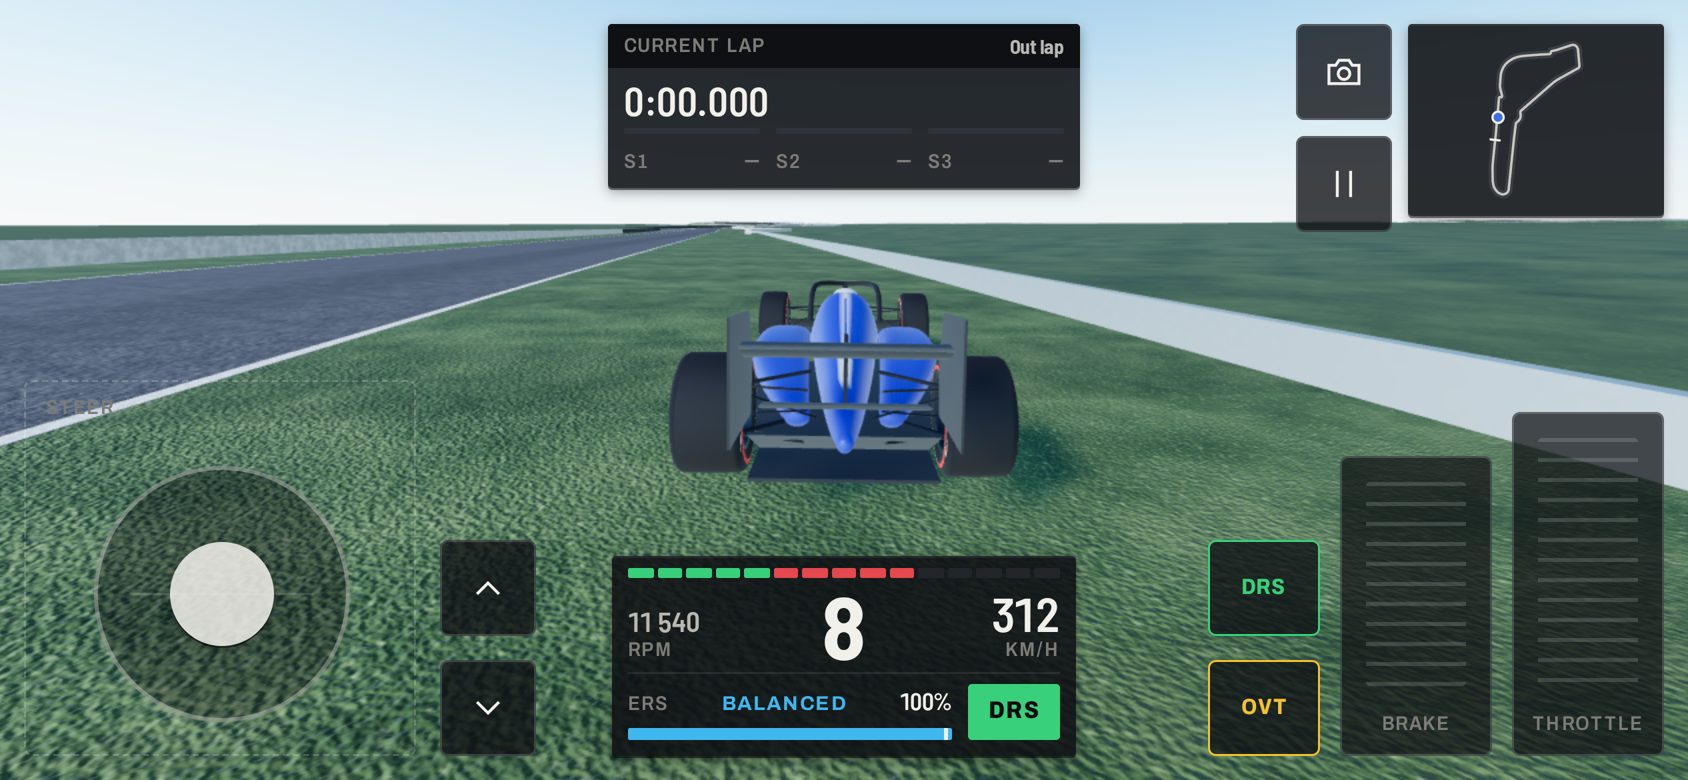 CURRENT LAP Out lap
0:00.000
S1 — S2 — S3 —
STEER
11 540
RPM
8
312
KM/H
ERS BALANCED 100% DRS
DRS
OVT
BRAKE
THROTTLE